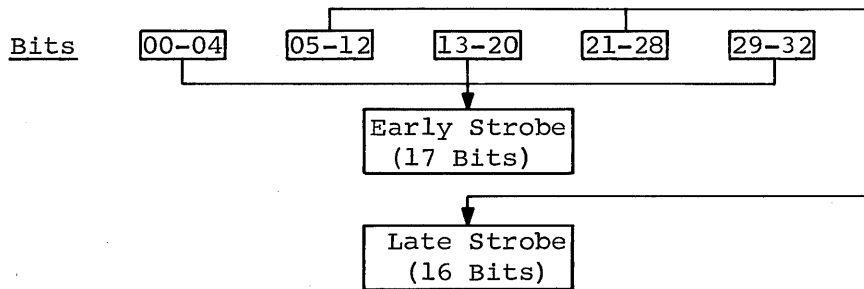 Bits 00-04 05-12 13-20 21-28 29-32
Early Strobe
(17 Bits)
Late Strobe
(16 Bits)